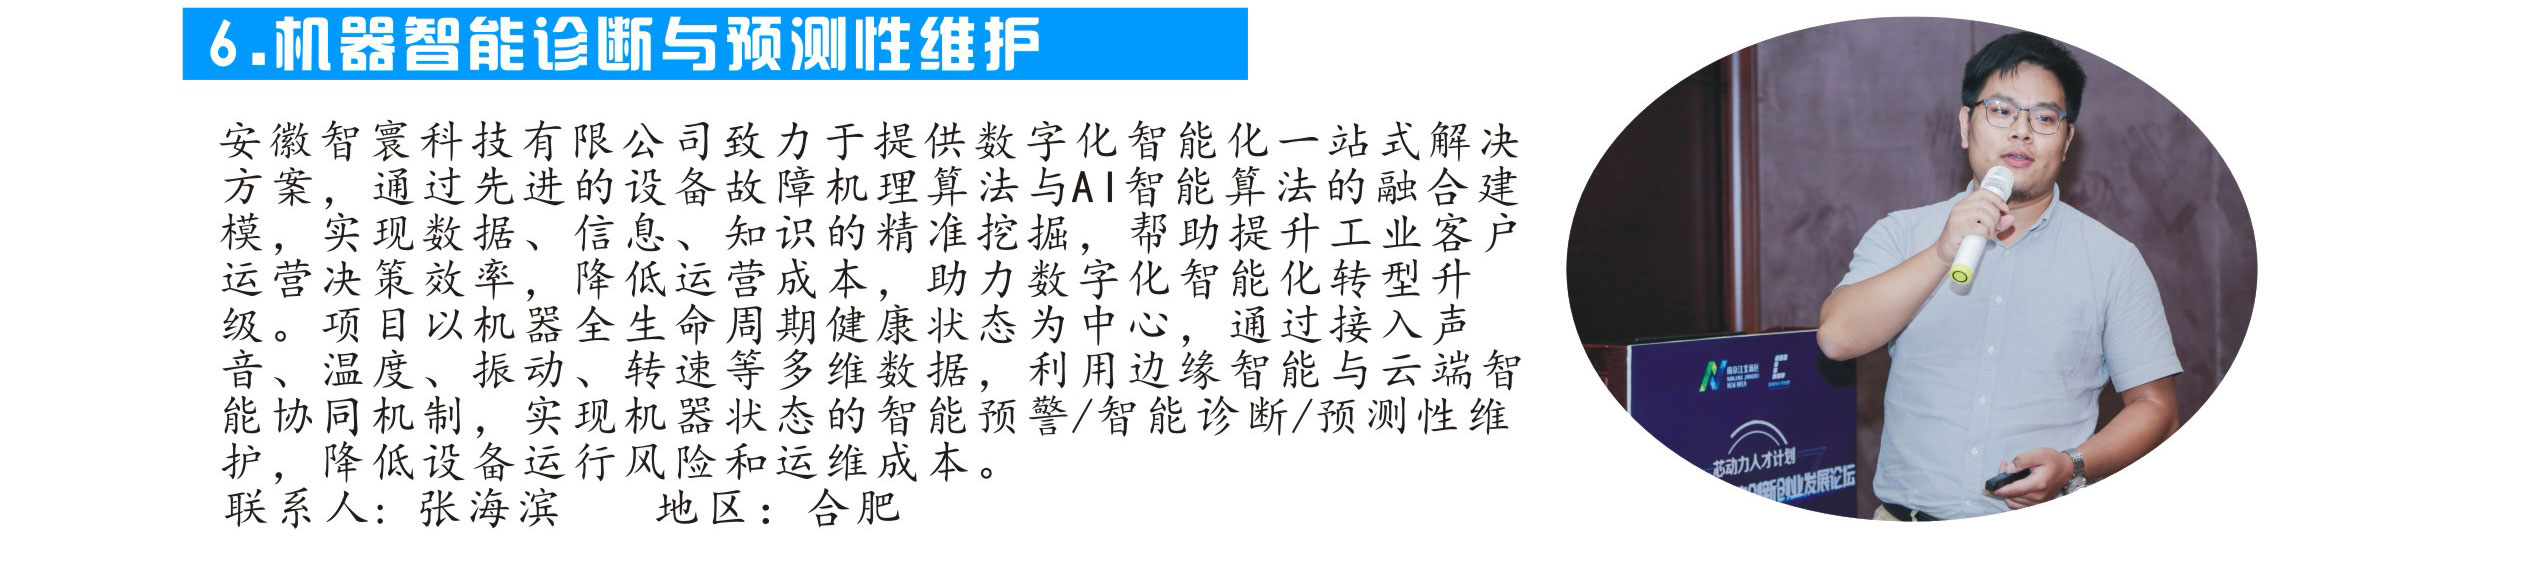 6.机器智能诊断与预测性维护
安徽智寰科技有限公司致力于提供数字化智能化一站式解决
方案，通过先进的设备故障机理算法与AI智能算法的融合建
模，实现数据、信息、知识的精准挖掘，帮助提升工业客户
运营决策效率，降低运营成本，助力数字化智能化转型升
级。项目以机器全生命周期健康状态为中心，通过接入声
音、温度、振动、转速等多维数据，利用边缘智能与云端智
能协同机制，实现机器状态的智能预警/智能诊断/预测性维
护，降低设备运行风险和运维成本。
联系人：张海滨 地区：合肥
南京江北新区
芯动力人才计划
创新创业发展论坛